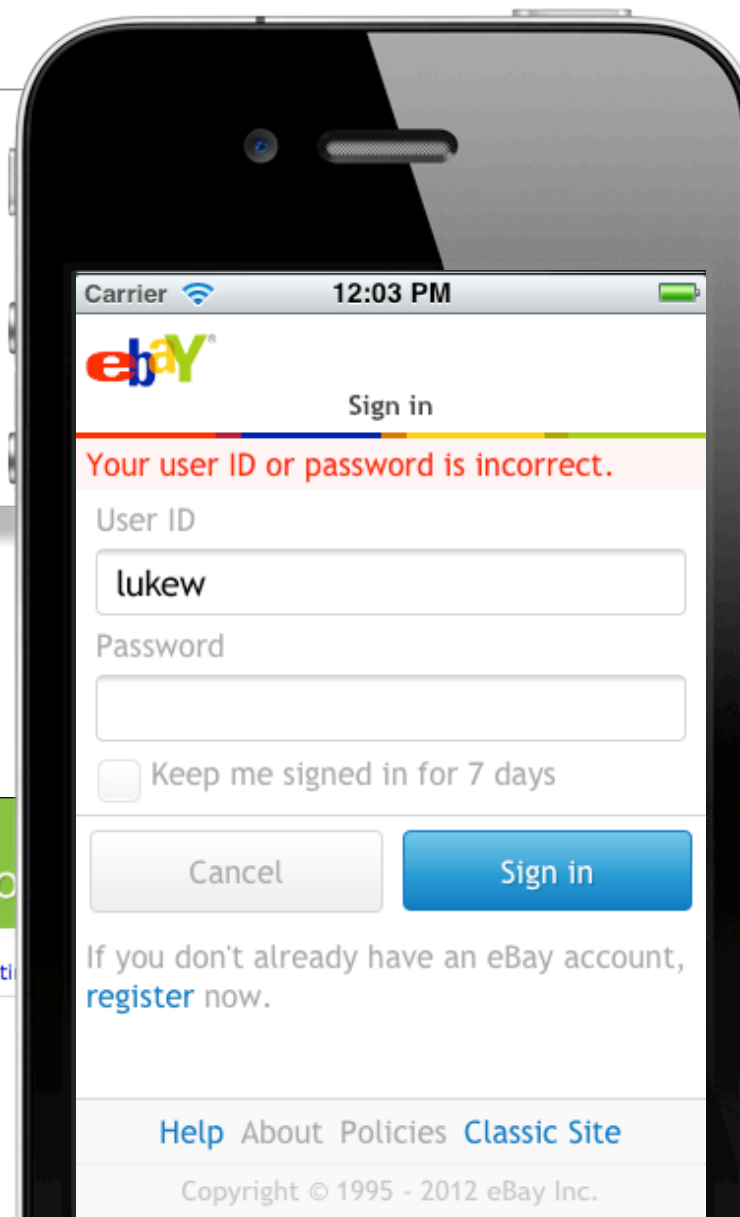 Carrier 12:03 PM
ebaY®
Sign in
Your user ID or password is incorrect.
User ID
lukew
Password
Keep me signed in for 7 days
Cancel Sign in
If you don't already have an eBay account,
register now.
Help About Policies Classic Site
Copyright © 1995 - 2012 eBay Inc.